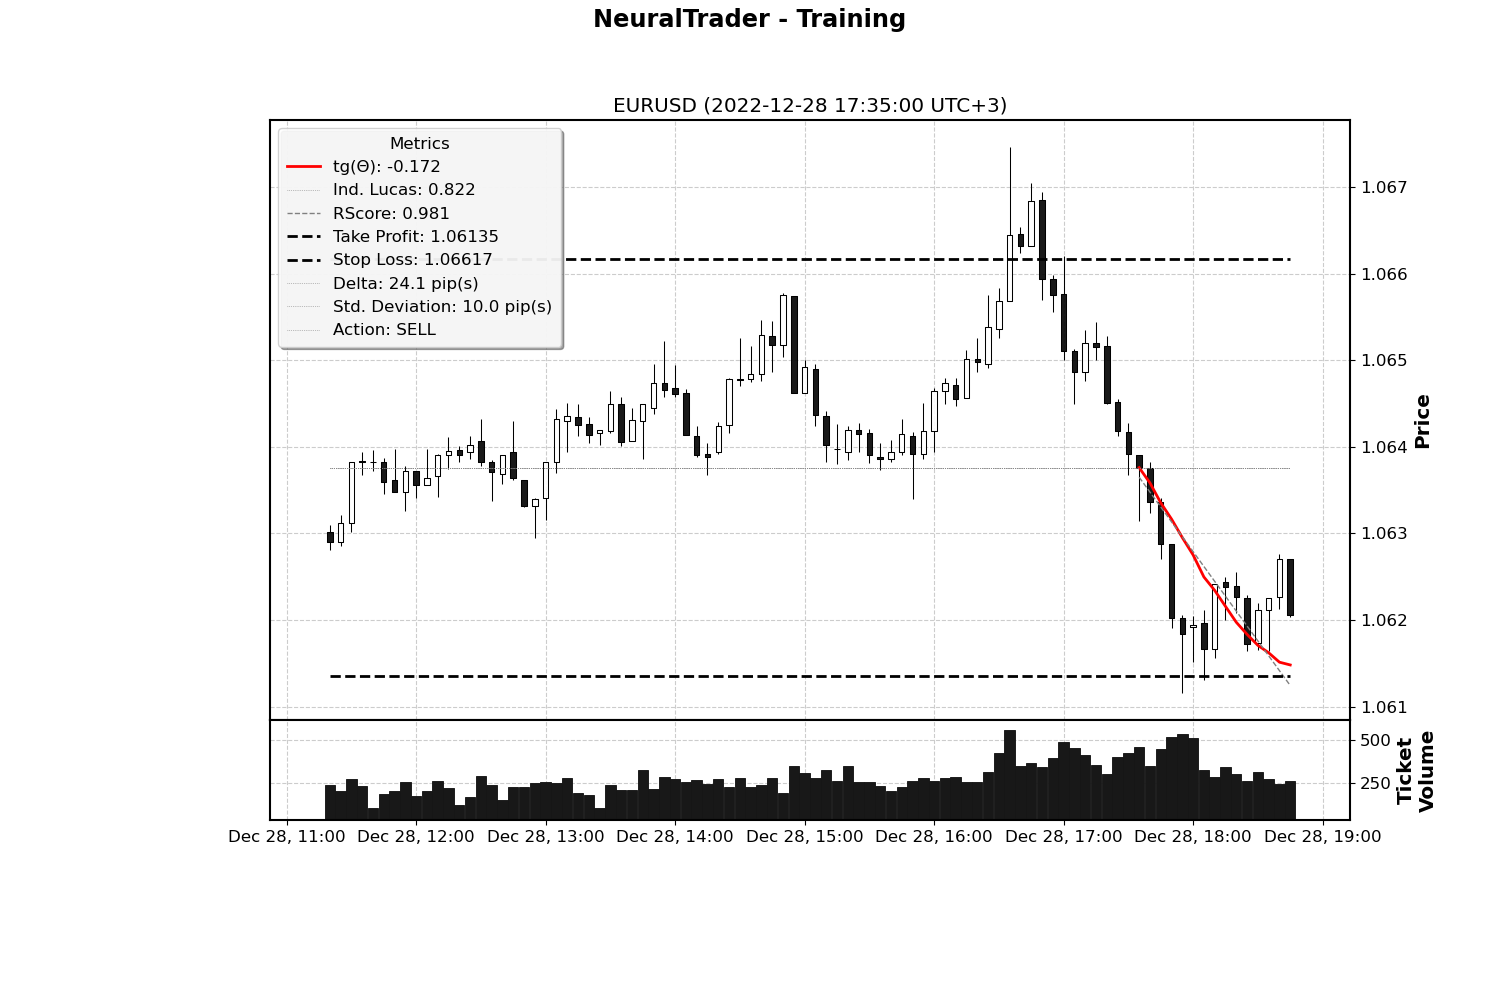 NeuralTrader - Training
EURUSD (2022-12-28 17:35:00 UTC+3)
Metrics
tg(Θ): -0.172
Ind. Lucas: 0.822
RScore: 0.981
Take Profit: 1.06135
Stop Loss: 1.06617
Delta: 24.1 pip(s)
Std. Deviation: 10.0 pip(s)
Action: SELL
1.067
1.066
1.065
1.064
1.063
1.062
1.061
Price
500
250
Ticket
Volume
Dec 28, 11:00
Dec 28, 12:00
Dec 28, 13:00
Dec 28, 14:00
Dec 28, 15:00
Dec 28, 16:00
Dec 28, 17:00
Dec 28, 18:00
Dec 28, 19:00